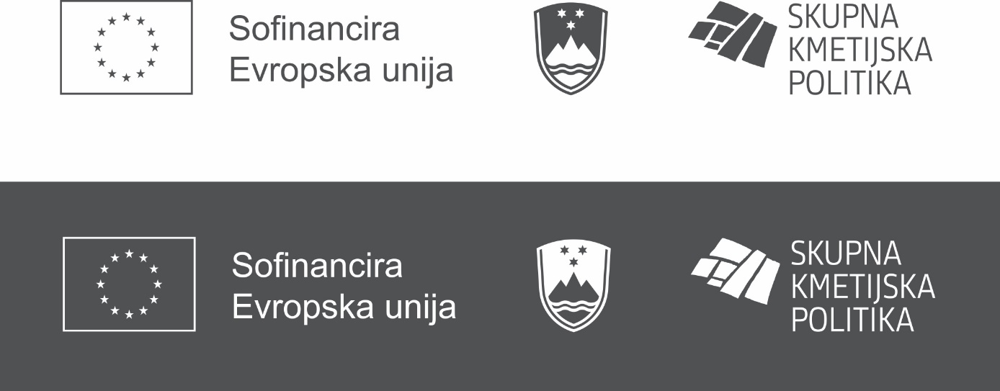 Sofinancira
Evropska unija
SKUPNA
KMETIJSKA
POLITIKA
Sofinancira
Evropska unija
SKUPNA
KMETIJSKA
POLITIKA